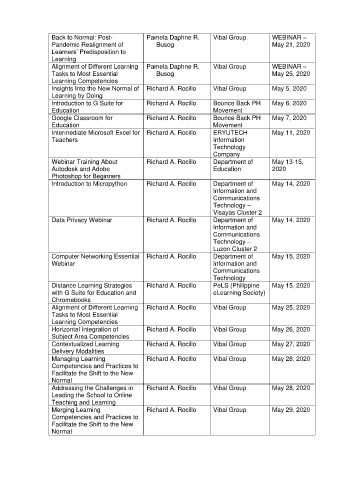 Back to Normal: Post- Pamela Daphne R. Vibal Group WEBINAR –
Pandemic Realignment of Busog May 21, 2020
Learners' Predisposition to
Learning
Alignment of Different Learning Pamela Daphne R. Vibal Group WEBINAR –
Tasks to Most Essential Busog May 25, 2020
Learning Competencies
Insights Into the New Normal of Richard A. Rocillo Vibal Group May 5, 2020
Learning by Doing
Introduction to G Suite for Richard A. Rocillo Bounce Back PH! May 6, 2020
Education Movement
Google Classroom for Richard A. Rocillo Bounce Back PH! May 7, 2020
Education Movement
Intermediate Microsoft Excel for Richard A. Rocillo ERYUTECH May 11, 2020
Teachers Information
Technology
Company
Webinar Training About Richard A. Rocillo Department of May 13-15,
Autodesk and Adobe Education 2020
Photoshop for Beginners
Introduction to Micropython Richard A. Rocillo Department of May 14, 2020
Information and
Communications
Technology –
Visayas Cluster 2
Data Privacy Webinar Richard A. Rocillo Department of May 14, 2020
Information and
Communications
Technology –
Luzon Cluster 2
Computer Networking Essential Richard A. Rocillo Department of May 15, 2020
Webinar Information and
Communications
Technology
Distance Learning Strategies Richard A. Rocillo PeLS (Philippine May 15, 2020
with G Suite for Education and eLearning Society)
Chromebooks
Alignment of Different Learning Richard A. Rocillo Vibal Group May 25, 2020
Tasks to Most Essential
Learning Competencies
Horizontal Integration of Richard A. Rocillo Vibal Group May 26, 2020
Subject Area Competencies
Contextualized Learning Richard A. Rocillo Vibal Group May 27, 2020
Delivery Modalities
Managing Learning Richard A. Rocillo Vibal Group May 28, 2020
Competencies and Practices to
Facilitate the Shift to the New
Normal
Addressing the Challenges in Richard A. Rocillo Vibal Group May 28, 2020
Leading the School to Online
Teaching and Learning
Merging Learning Richard A. Rocillo Vibal Group May 29, 2020
Competencies and Practices to
Facilitate the Shift to the New
Normal